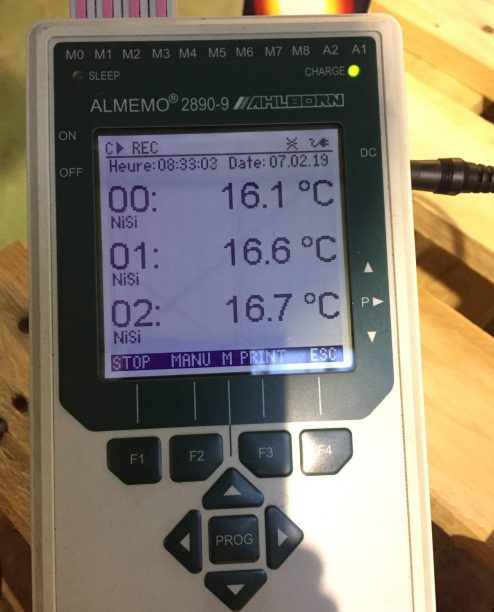 M0 M1 M2 M3 M4 M5 M6 M7 M8 A2 A1
SLEEP CHARGE
ALMEMO® 2890-9 AHLBORN
ON
OFF
DC
C▶ REC
Heure:08:33:03 Date:07.02.19
00: 16.1 °C
NiSi
01: 16.6 °C
NiSi
02: 16.7 °C
NiSi
P▶
STOP MANU M PRINT ESC
F1 F2 F3 F4
PROG